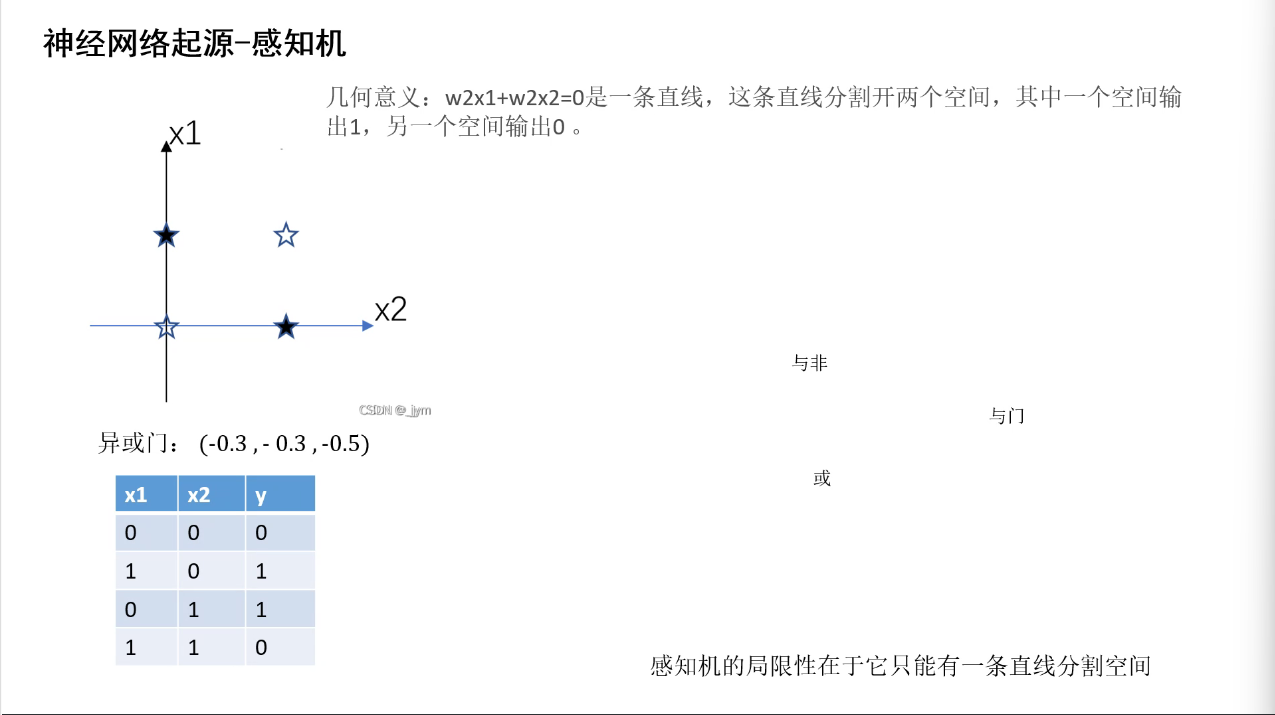 神经网络起源-感知机
几何意义：w2x1+w2x2=0是一条直线，这条直线分割开两个空间，其中一个空间输
出1，另一个空间输出0 。
x1
x2
CSDN @_jym
与非
与门
或
异或门： (-0.3 , - 0.3 , -0.5)
x1 x2 y
0 0 0
1 0 1
0 1 1
1 1 0
感知机的局限性在于它只能有一条直线分割空间